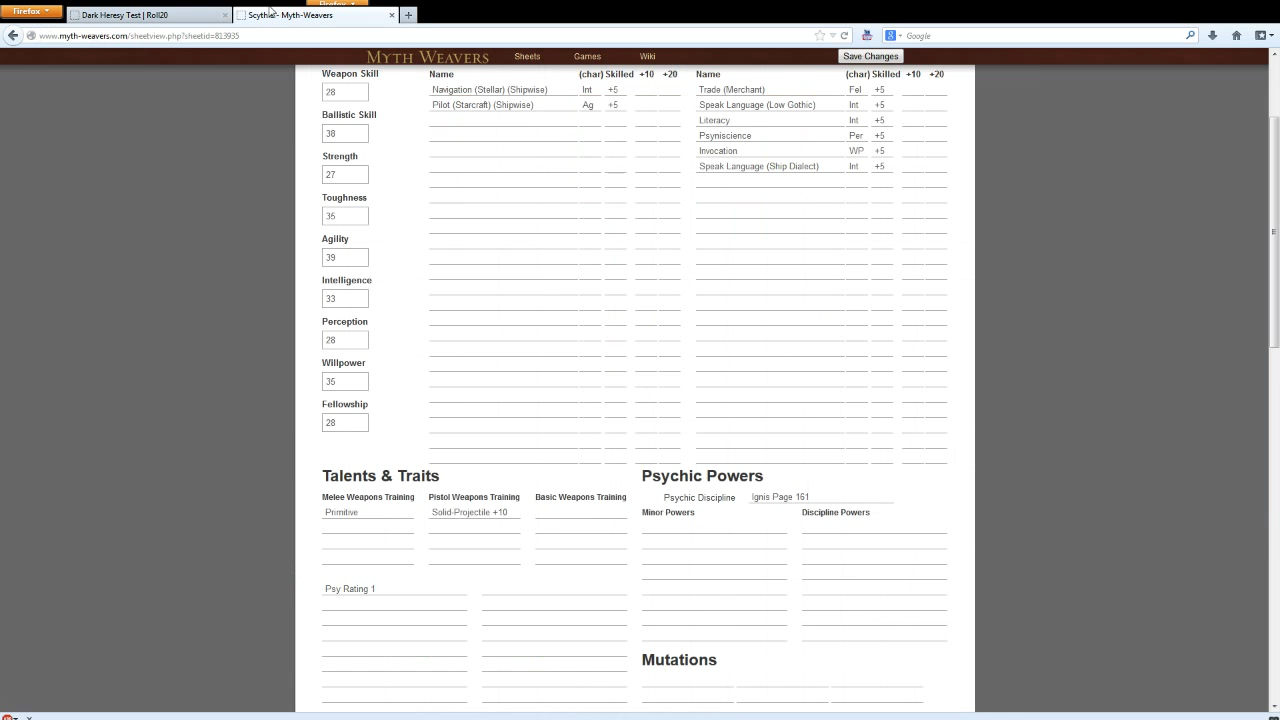 Firefox
Firefox
Dark Heresy Test | Roll20
Myth-Weavers
www.myth-weavers.com/sheetview.php?sheetid=813935
Google
MYTH WEAVERS
Sheets
Games
Wiki
Save Changes
Weapon Skill
28
Ballistic Skill
38
Strength
27
Toughness
35
Agility
39
Intelligence
33
Perception
28
Willpower
35
Fellowship
28
Name (char) Skilled +10 +20
Navigation (Stellar) (Shipwise) Int +5
Pilot (Starcraft) (Shipwise) Ag +5
Name (char) Skilled +10 +20
Trade (Merchant) Fel +5
Speak Language (Low Gothic) Int +5
Literacy Int +5
Psyniscience Per +5
Invocation WP +5
Speak Language (Ship Dialect) Int +5
Talents & Traits
Melee Weapons Training Pistol Weapons Training Basic Weapons Training
Primitive Solid-Projectile +10
Psy Rating 1
Psychic Powers
Psychic Discipline Ignis Page 161
Minor Powers Discipline Powers
Mutations